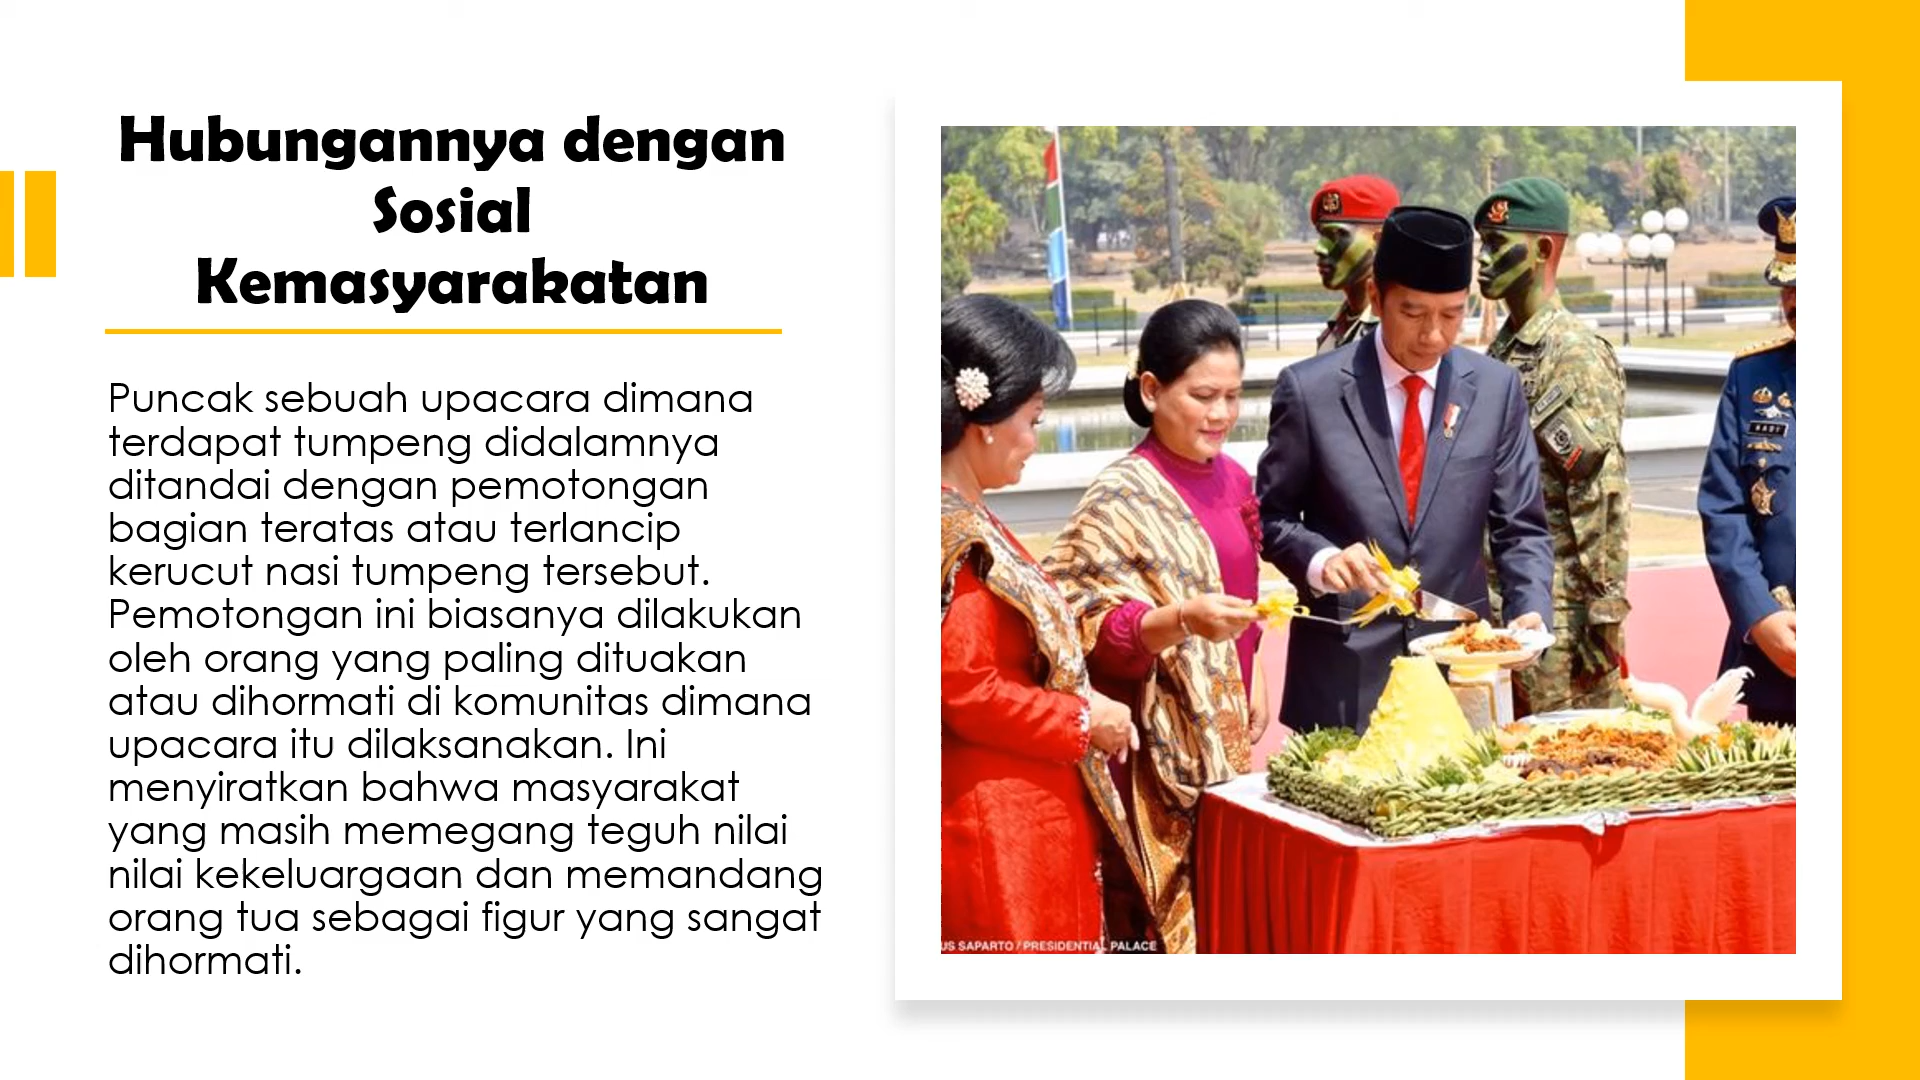 Hubungannya dengan
Sosial
Kemasyarakatan
Puncak sebuah upacara dimana
terdapat tumpeng didalamnya
ditandai dengan pemotongan
bagian teratas atau terlancip
kerucut nasi tumpeng tersebut.
Pemotongan ini biasanya dilakukan
oleh orang yang paling dituakan
atau dihormati di komunitas dimana
upacara itu dilaksanakan. Ini
menyiratkan bahwa masyarakat
yang masih memegang teguh nilai
nilai kekeluargaan dan memandang
orang tua sebagai figur yang sangat
dihormati.
US SAPARTO / PRESIDENTIAL PALACE